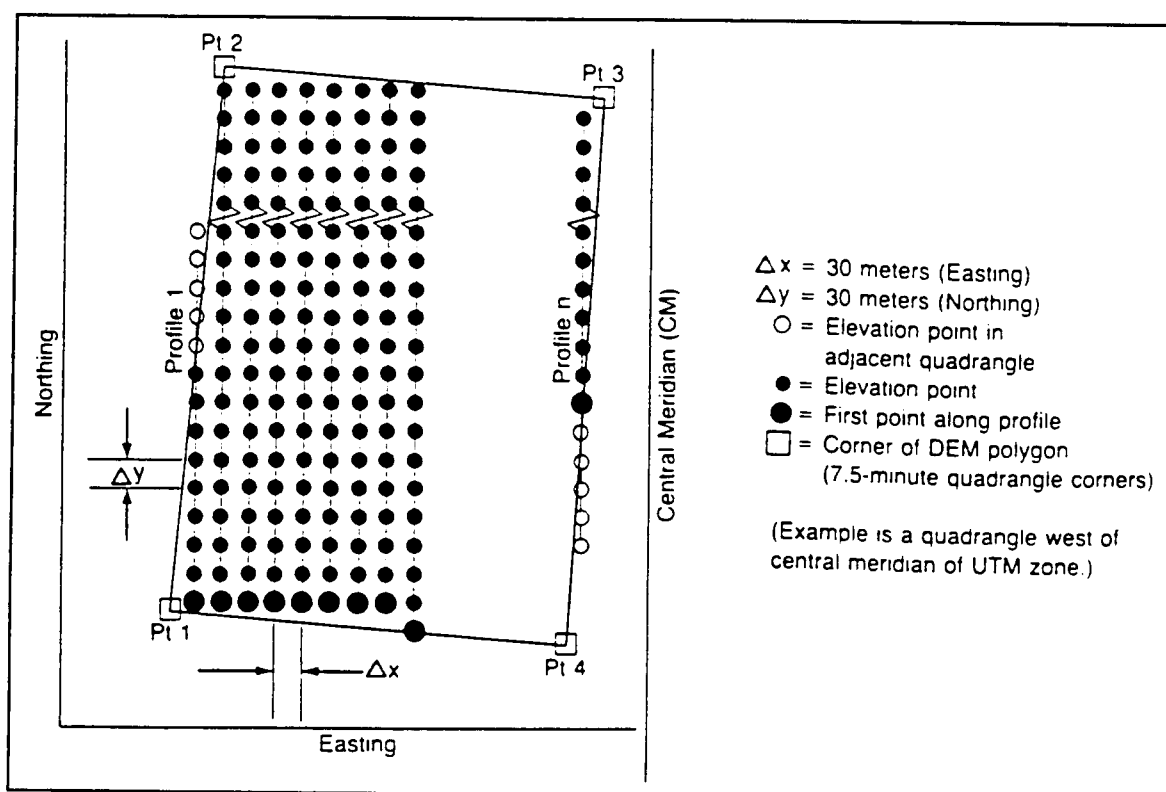 Pt 2
Pt 3
Northing
Profile 1
Profile n
Central Meridian (CM)
Δy
Pt 1
Pt 4
Δx
Easting
Δx = 30 meters (Easting)
Δy = 30 meters (Northing)
○ = Elevation point in
adjacent quadrangle
● = Elevation point
● = First point along profile
□ = Corner of DEM polygon
(7.5-minute quadrangle corners)
(Example is a quadrangle west of
central meridian of UTM zone.)